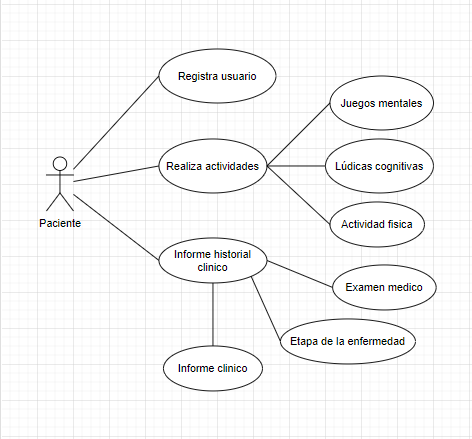 Registra usuario
Juegos mentales
Realiza actividades
Lúdicas cognitivas
Paciente
Actividad fisica
Informe historial
clinico
Examen medico
Etapa de la enfermedad
Informe clinico